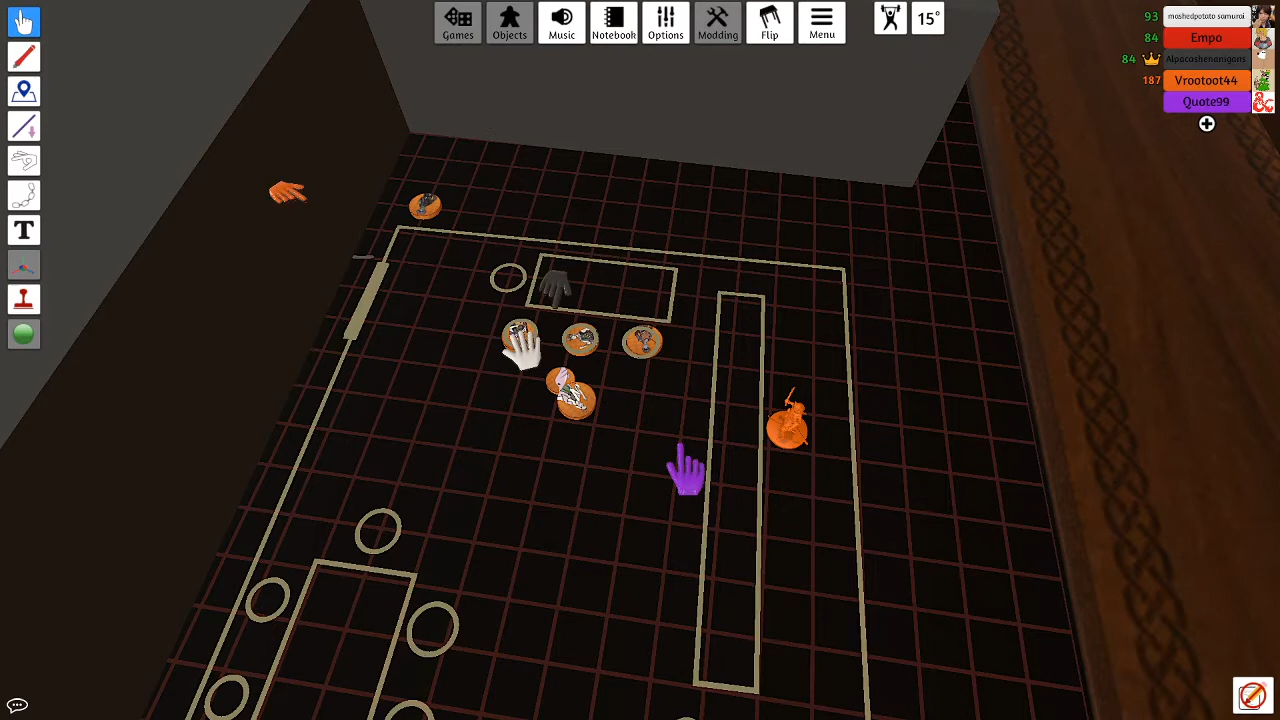 Games
Objects
Music
Notebook
Options
Modding
Flip
Menu
15°
93 mashedpotato samurai
84 Empo
84 Alpacashenanigans
187 Vrootoot44
Quote99
T